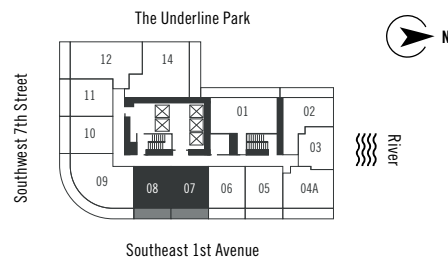 The Underline Park
N
12
14
11
01
02
10
03
09
08
07
06
05
04A
Southwest 7th Street
River
Southeast 1st Avenue